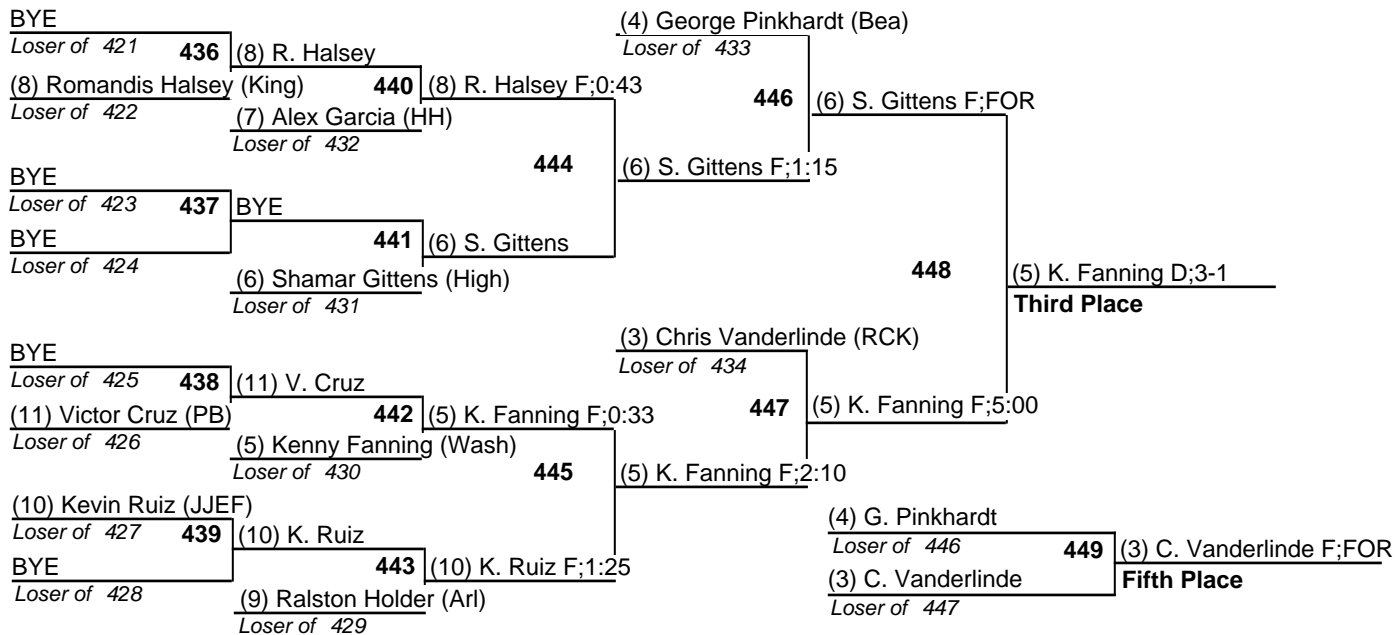 BYE
Loser of 421
436
(8) R. Halsey
(8) Romandis Halsey (King)
Loser of 422
440
(8) R. Halsey F;0:43
(7) Alex Garcia (HH)
Loser of 432
BYE
Loser of 423
437
BYE
BYE
Loser of 424
441
(6) S. Gittens
(6) Shamar Gittens (High)
Loser of 431
444
(6) S. Gittens F;1:15
(4) George Pinkhardt (Bea)
Loser of 433
446
(6) S. Gittens F;FOR
BYE
Loser of 425
438
(11) V. Cruz
(11) Victor Cruz (PB)
Loser of 426
442
(5) K. Fanning F;0:33
(5) Kenny Fanning (Wash)
Loser of 430
(10) Kevin Ruiz (JJEF)
Loser of 427
439
(10) K. Ruiz
BYE
Loser of 428
443
(10) K. Ruiz F;1:25
(9) Ralston Holder (Arl)
Loser of 429
445
(5) K. Fanning F;2:10
(3) Chris Vanderlinde (RCK)
Loser of 434
447
(5) K. Fanning F;5:00
448
(5) K. Fanning D;3-1
Third Place
(4) G. Pinkhardt
Loser of 446
449
(3) C. Vanderlinde F;FOR
(3) C. Vanderlinde
Loser of 447
Fifth Place